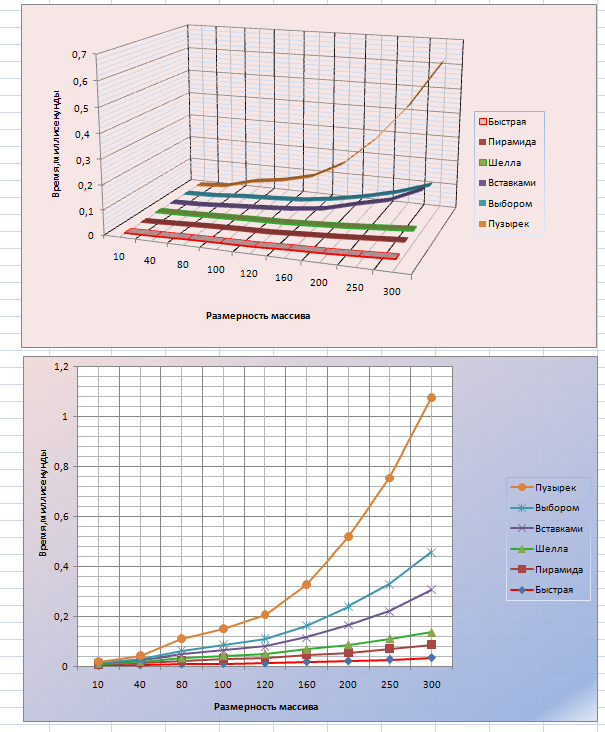 0,7
0,6
0,5
0,4
0,3
0,2
0,1
0
Время,миллисекунды
10 40 80 100 120 160 200 250 300
Размерность массива
Быстрая
Пирамида
Шелла
Вставками
Выбором
Пузырек
1,2
1
0,8
0,6
0,4
0,2
0
Время,миллисекунды
10 40 80 100 120 160 200 250 300
Размерность массива
Пузырек
Выбором
Вставками
Шелла
Пирамида
Быстрая